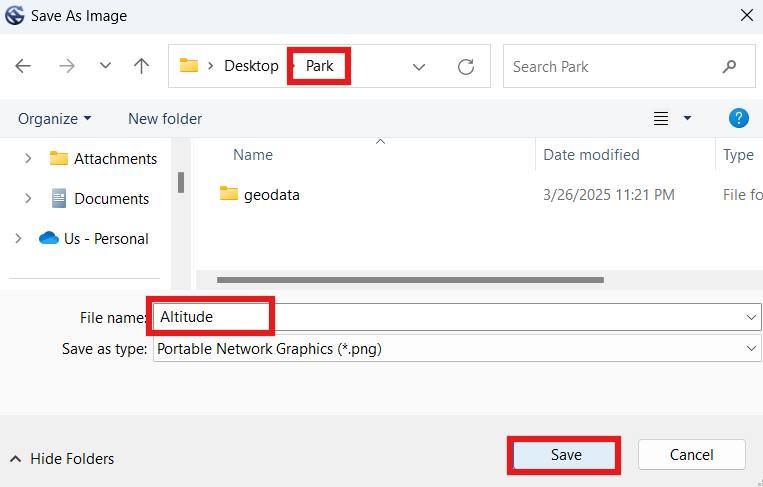 Save As Image
Desktop > Park
Search Park
Organize New folder
?
Name Date modified Type
Attachments
geodata 3/26/2025 11:21 PM File fo
Documents
Us - Personal
File name: Altitude
Save as type: Portable Network Graphics (*.png)
Hide Folders Save Cancel